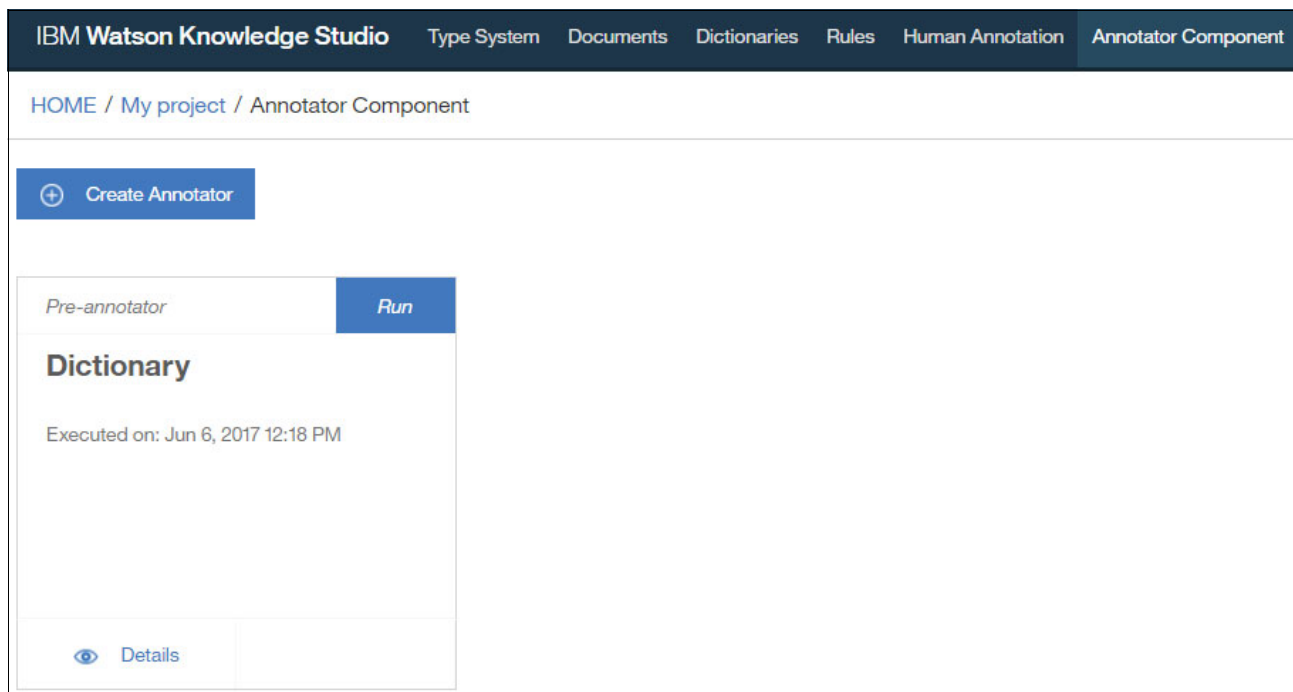 IBM Watson Knowledge Studio Type System Documents Dictionaries Rules Human Annotation Annotator Component
HOME / My project / Annotator Component
Create Annotator
Pre-annotator Run
Dictionary
Executed on: Jun 6, 2017 12:18 PM
Details